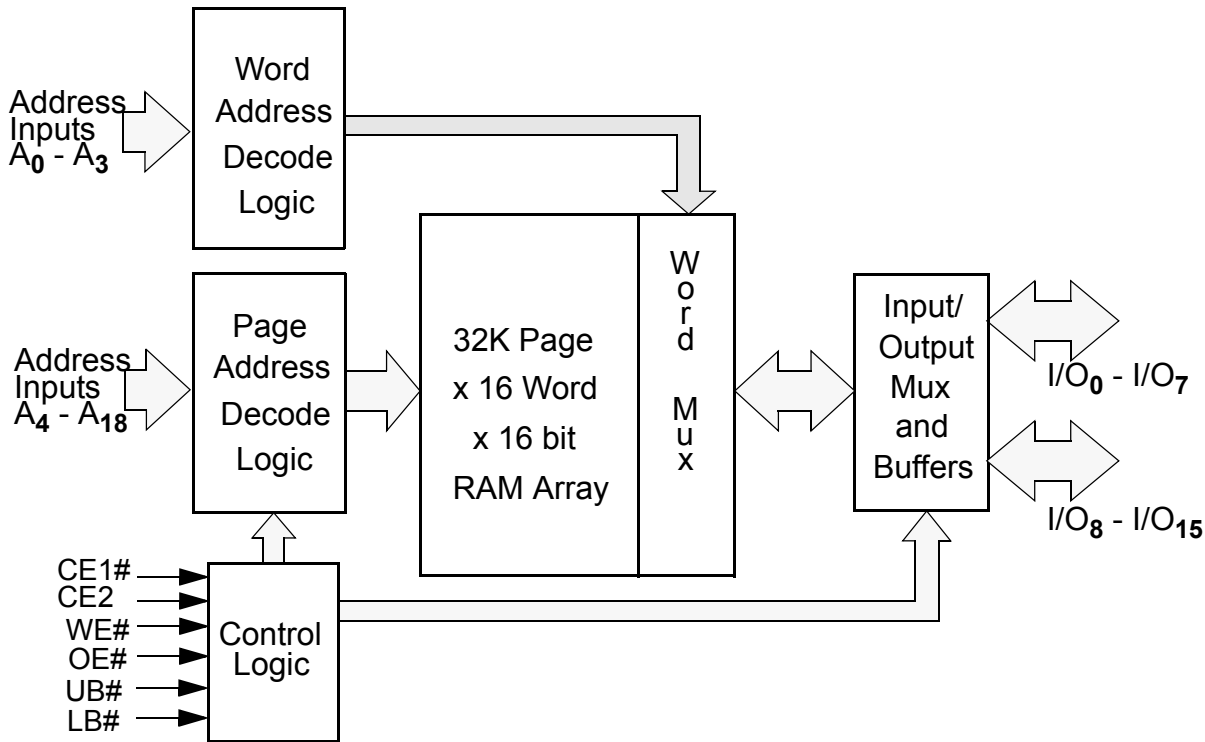 Word
Address
Decode
Logic
Address
Inputs
A0 - A3
Page
Address
Decode
Logic
Address
Inputs
A4 - A18
32K Page
x 16 Word
x 16 bit
RAM Array
Word Mux
Input/
Output
Mux
and
Buffers
I/O0 - I/O7
I/O8 - I/O15
CE1#
CE2
WE#
OE#
UB#
LB#
Control
Logic